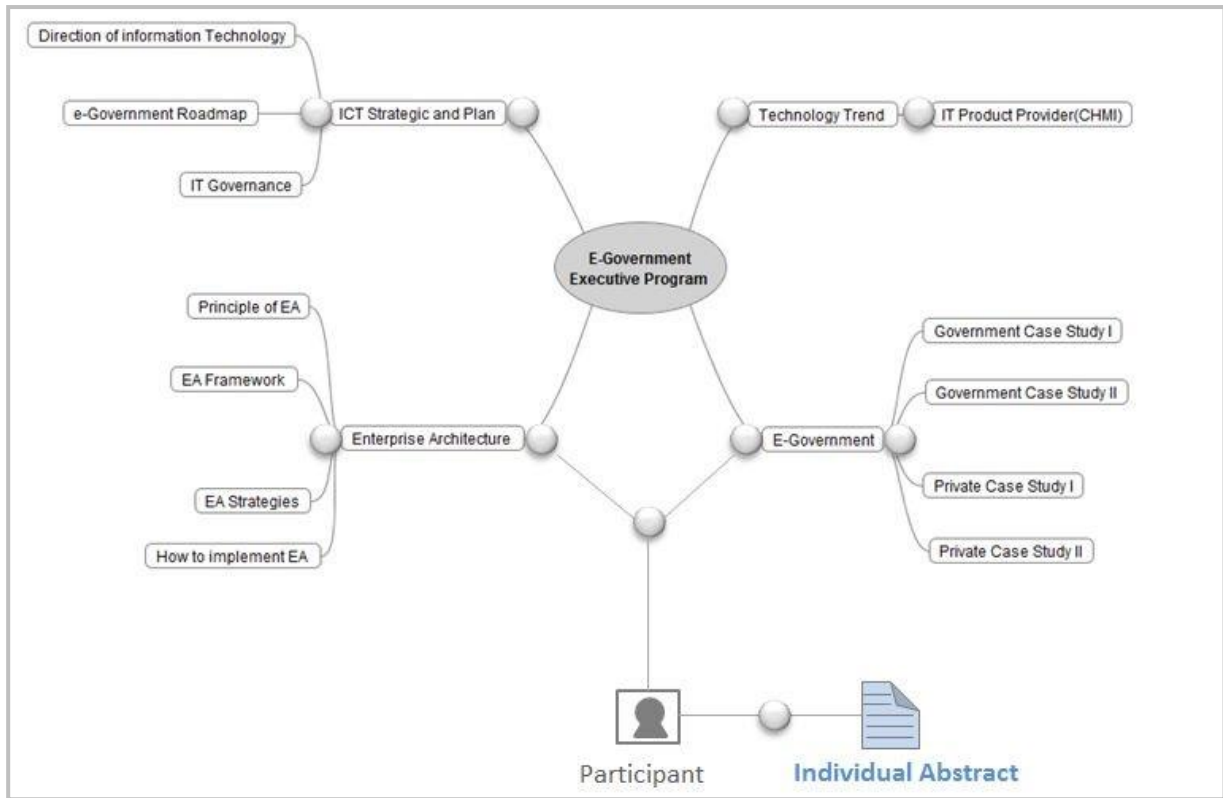 Direction of information Technology
e-Government Roadmap
ICT Strategic and Plan
IT Governance
Technology Trend
IT Product Provider(CHMI)
E-Government
Executive Program
Principle of EA
EA Framework
Enterprise Architecture
EA Strategies
How to implement EA
Government Case Study I
Government Case Study II
E-Government
Private Case Study I
Private Case Study II
Participant
Individual Abstract